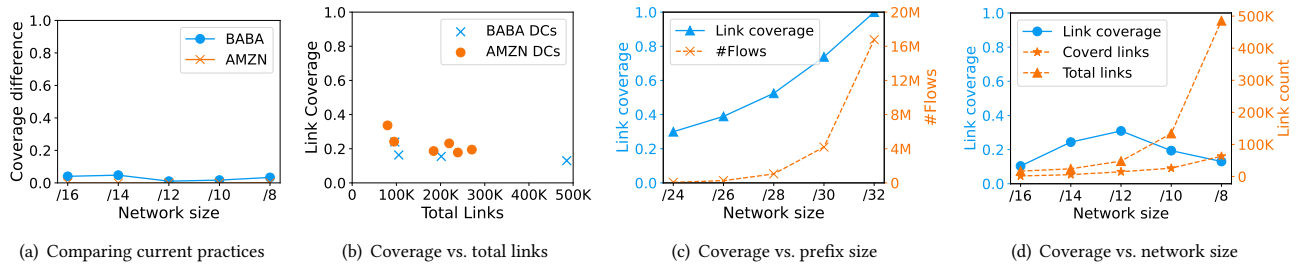 Coverage difference
1.0
0.8
0.6
0.4
0.2
0.0
BABA
AMZN
/16
/14
/12
/10
/8
Network size
(a) Comparing current practices
Link Coverage
1.0
0.8
0.6
0.4
0.2
0.0
BABA DCs
AMZN DCs
0
100K
200K
300K
400K
500K
Total Links
(b) Coverage vs. total links
Link coverage
1.0
0.8
0.6
0.4
0.2
0.0
Link coverage
#Flows
20M
16M
12M
8M
4M
0
#Flows
/24
/26
/28
/30
/32
Network size
(c) Coverage vs. prefix size
Link coverage
1.0
0.8
0.6
0.4
0.2
0.0
Link coverage
Coverd links
Total links
500K
400K
300K
200K
100K
0
Link count
/16
/14
/12
/10
/8
Network size
(d) Coverage vs. network size